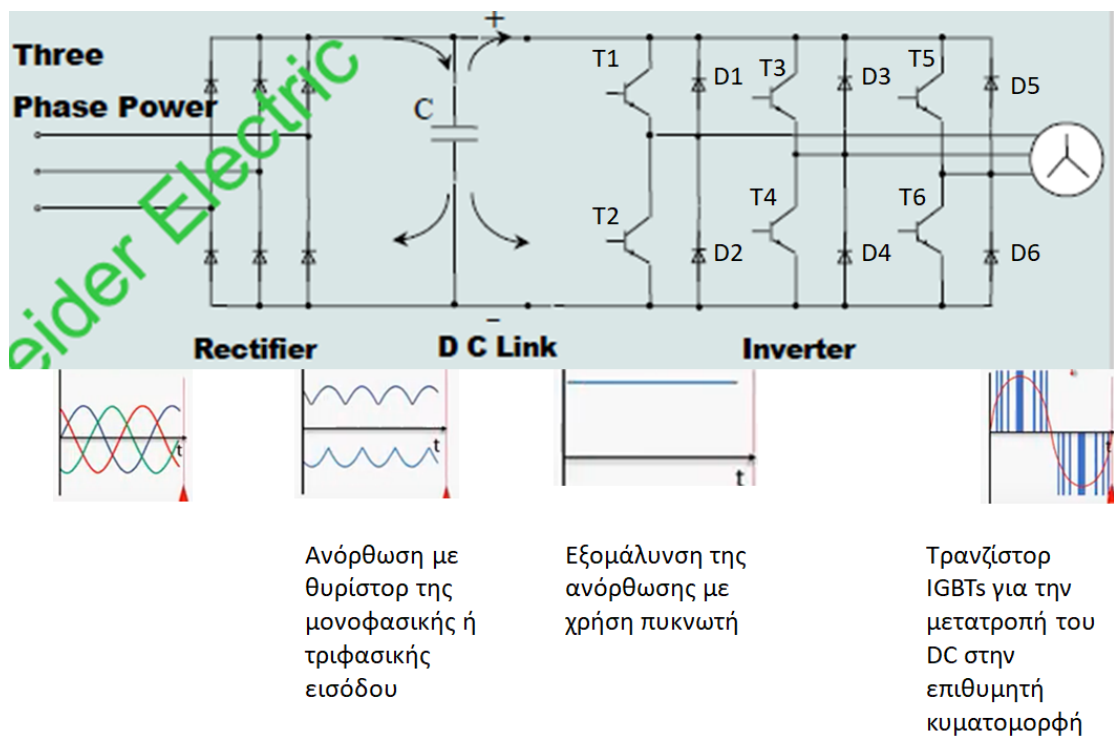 Three
Phase Power
eider Electric
+
C
T1
D1
T3
D3
T5
D5
T2
D2
T4
D4
T6
D6
−
Rectifier
D C Link
Inverter
t
t
t
t
Ανόρθωση με
θυρίστορ της
μονοφασικής ή
τριφασικής
εισόδου
Εξομάλυνση της
ανόρθωσης με
χρήση πυκνωτή
Τρανζίστορ
IGBTs για την
μετατροπή του
DC στην
επιθυμητή
κυματομορφή